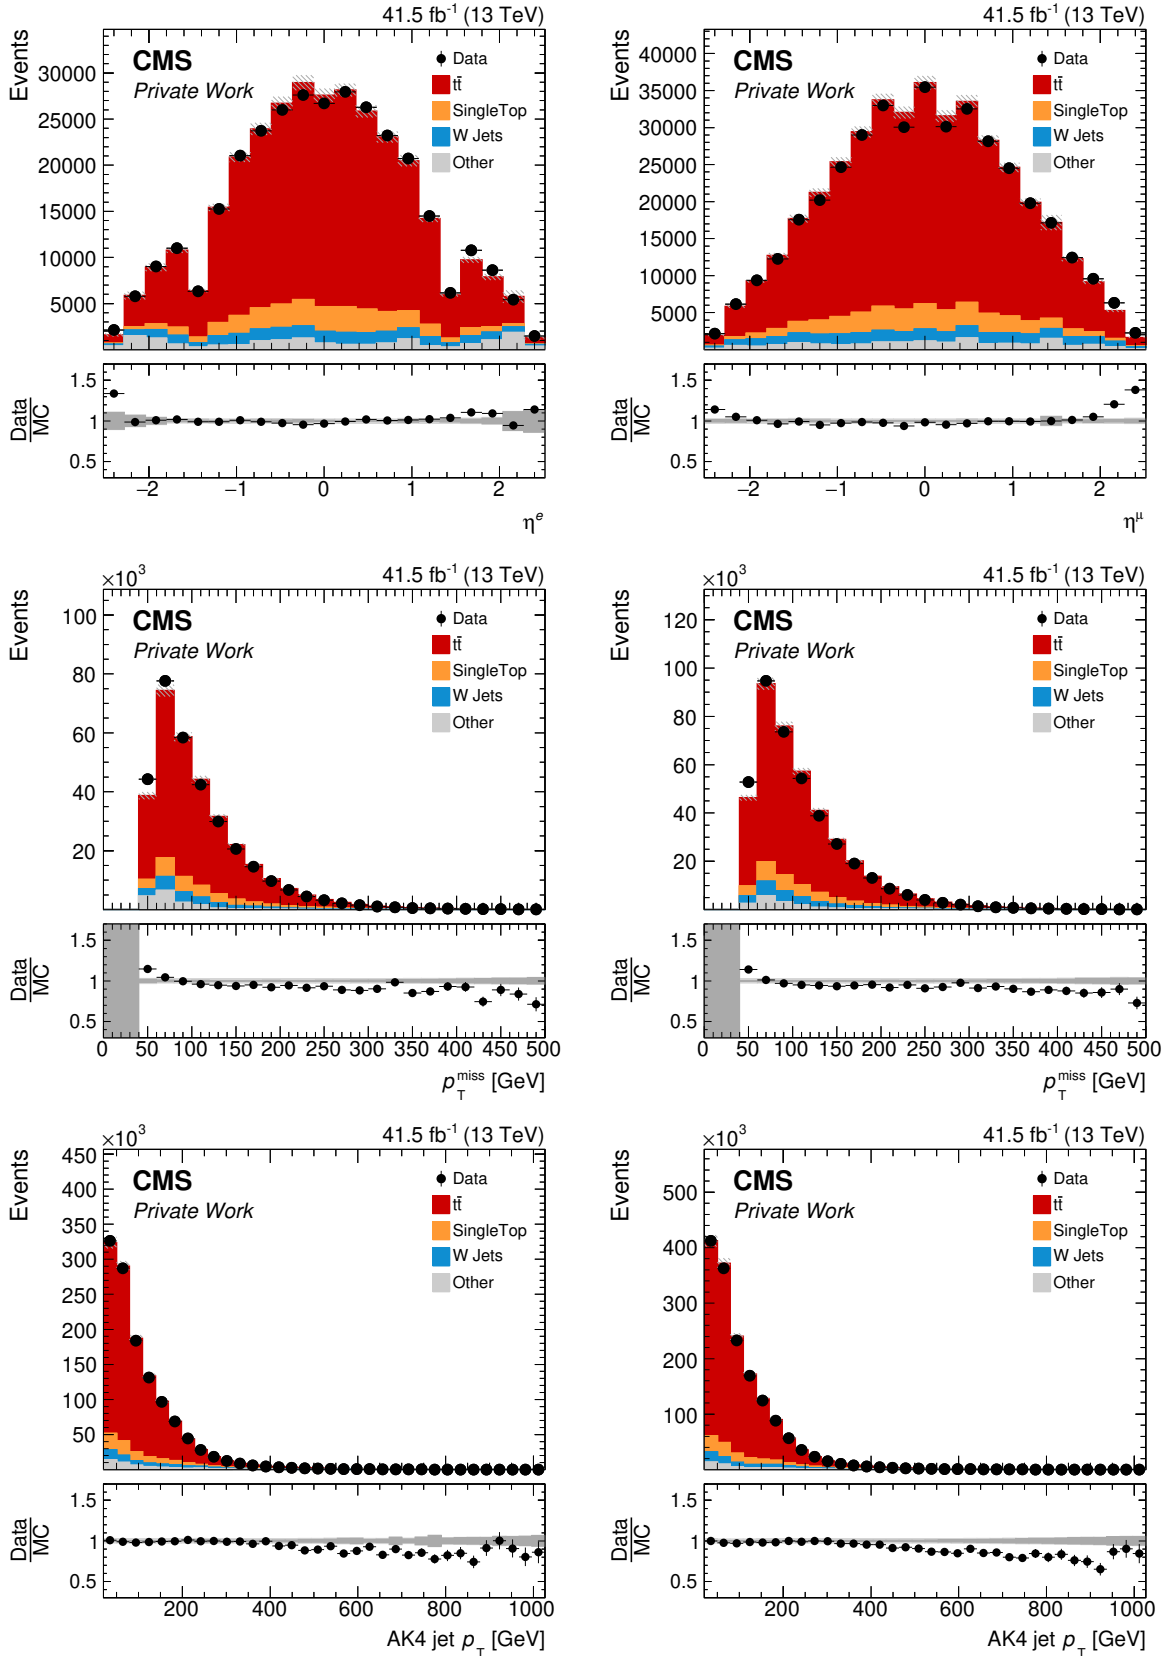 41.5 fb⁻¹ (13 TeV)
Events
CMS
Private Work
Data
tt̄
SingleTop
W Jets
Other
30000
25000
20000
15000
10000
5000
Data
MC
1.5
1
0.5
−2 −1 0 1 2
ηᵉ
41.5 fb⁻¹ (13 TeV)
Events
CMS
Private Work
Data
tt̄
SingleTop
W Jets
Other
40000
35000
30000
25000
20000
15000
10000
5000
Data
MC
1.5
1
0.5
−2 −1 0 1 2
η^μ
×10³
41.5 fb⁻¹ (13 TeV)
Events
CMS
Private Work
Data
tt̄
SingleTop
W Jets
Other
100
80
60
40
20
Data
MC
1.5
1
0.5
0 50 100 150 200 250 300 350 400 450 500
p_T^miss [GeV]
×10³
41.5 fb⁻¹ (13 TeV)
Events
CMS
Private Work
Data
tt̄
SingleTop
W Jets
Other
120
100
80
60
40
20
Data
MC
1.5
1
0.5
0 50 100 150 200 250 300 350 400 450 500
p_T^miss [GeV]
×10³
41.5 fb⁻¹ (13 TeV)
Events
CMS
Private Work
Data
tt̄
SingleTop
W Jets
Other
450
400
350
300
250
200
150
100
50
Data
MC
1.5
1
0.5
200 400 600 800 1000
AK4 jet p_T [GeV]
×10³
41.5 fb⁻¹ (13 TeV)
Events
CMS
Private Work
Data
tt̄
SingleTop
W Jets
Other
500
400
300
200
100
Data
MC
1.5
1
0.5
200 400 600 800 1000
AK4 jet p_T [GeV]